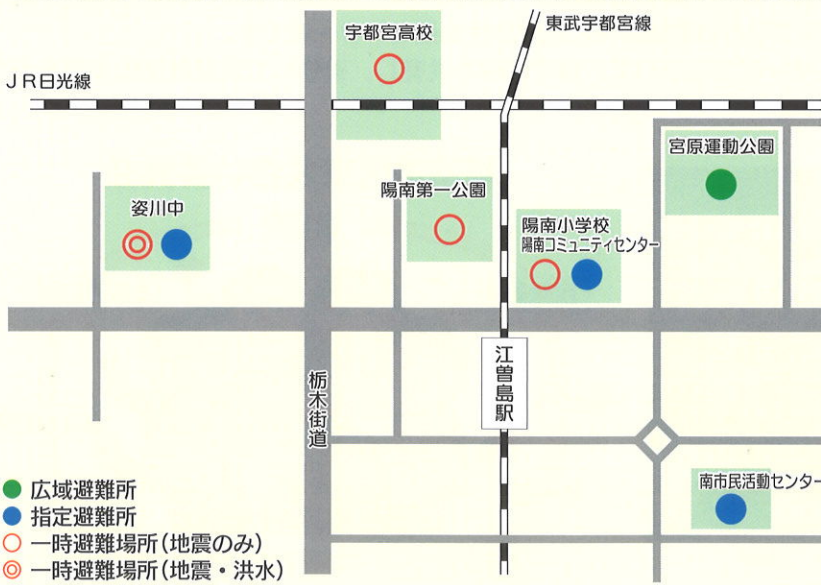 宇都宮高校
東武宇都宮線
JR日光線
宮原運動公園
陽南第一公園
姿川中
陽南小学校
陽南コミュニティセンター
江曽島駅
栃木街道
南市民活動センター
広域避難所
指定避難所
一時避難場所(地震のみ)
一時避難場所(地震・洪水)